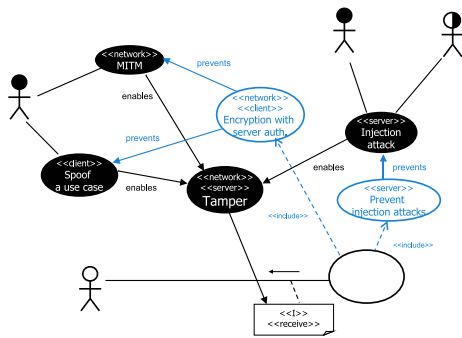 <<network>>
MITM
prevents
<<network>>
<<client>>
Encryption with
server auth.
enables
<<server>>
Injection
attack
prevents
<<client>>
Spoof
a use case
enables
<<network>>
<<server>>
Tamper
enables
prevents
<<server>>
Prevent
injection attacks
<<include>>
<<include>>
<<I>>
<<receive>>